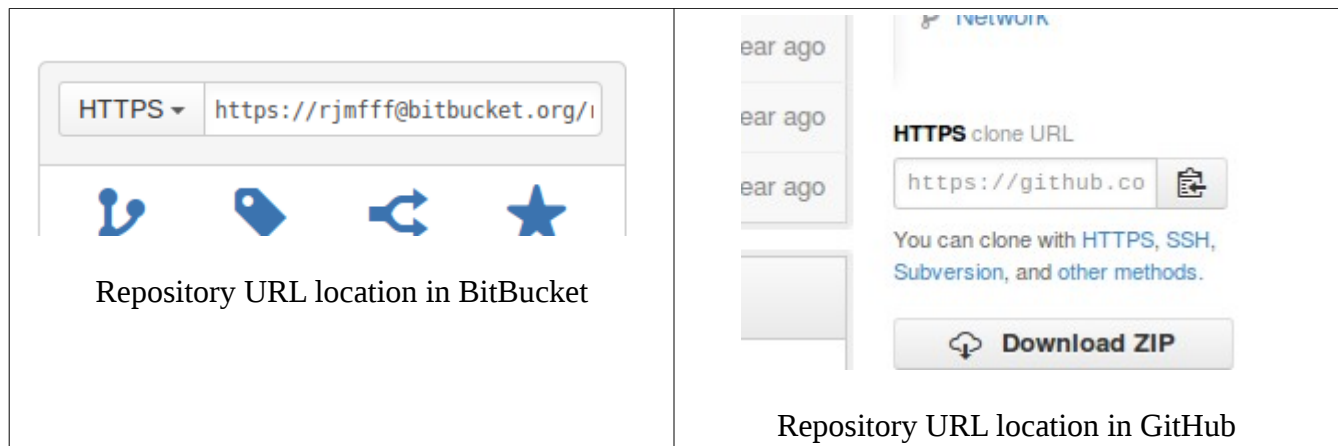 HTTPS https://rjmfff@bitbucket.org/
Repository URL location in BitBucket
Network
ear ago
ear ago
HTTPS clone URL
ear ago
https://github.co
You can clone with HTTPS, SSH,
Subversion, and other methods.
Download ZIP
Repository URL location in GitHub